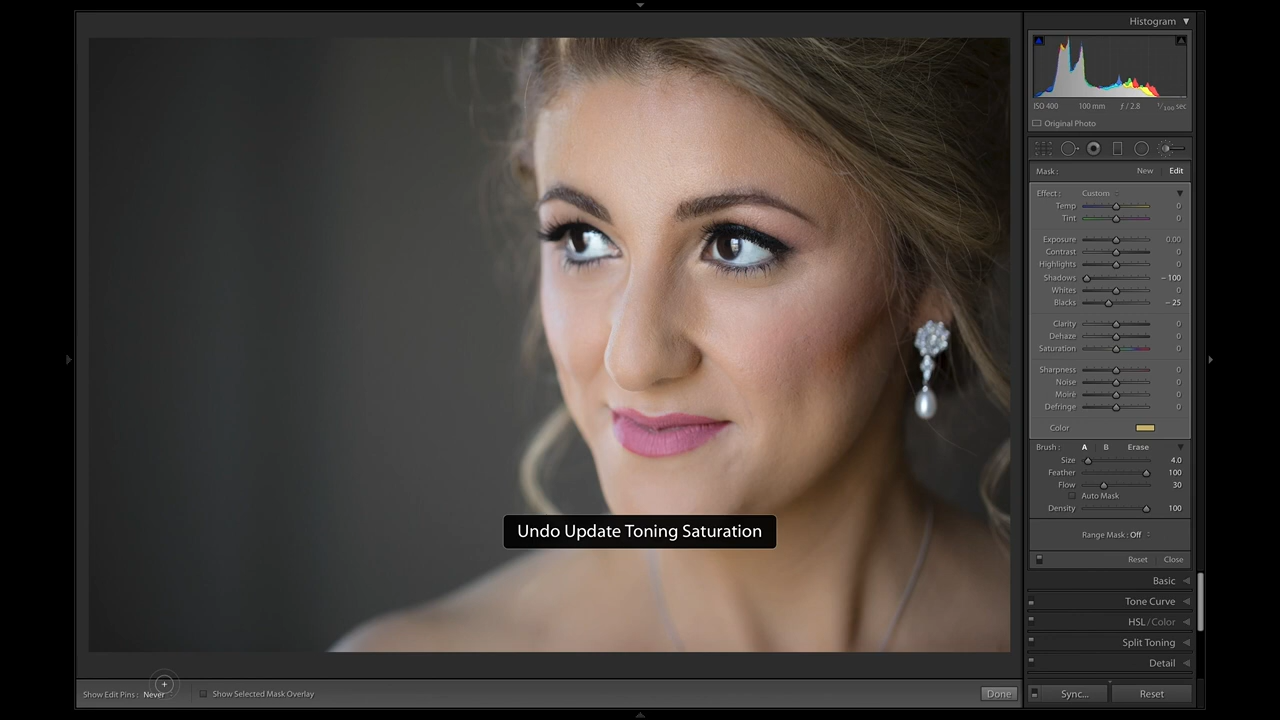 Histogram
ISO 400 100 mm ƒ / 2.8 1/200 sec
Original Photo
Mask : New Edit
Effect : Custom
Temp 0
Tint 0
Exposure 0.00
Contrast 0
Highlights 0
Shadows − 100
Whites 0
Blacks − 25
Clarity 0
Dehaze 0
Saturation 0
Sharpness 0
Noise 0
Moiré 0
Defringe 0
Color
Brush : A B Erase
Size 4.0
Feather 100
Flow 30
Auto Mask
Density 100
Range Mask : Off
Reset Close
Basic
Tone Curve
HSL / Color
Split Toning
Detail
Sync... Reset
Undo Update Toning Saturation
Show Edit Pins : Never Show Selected Mask Overlay Done